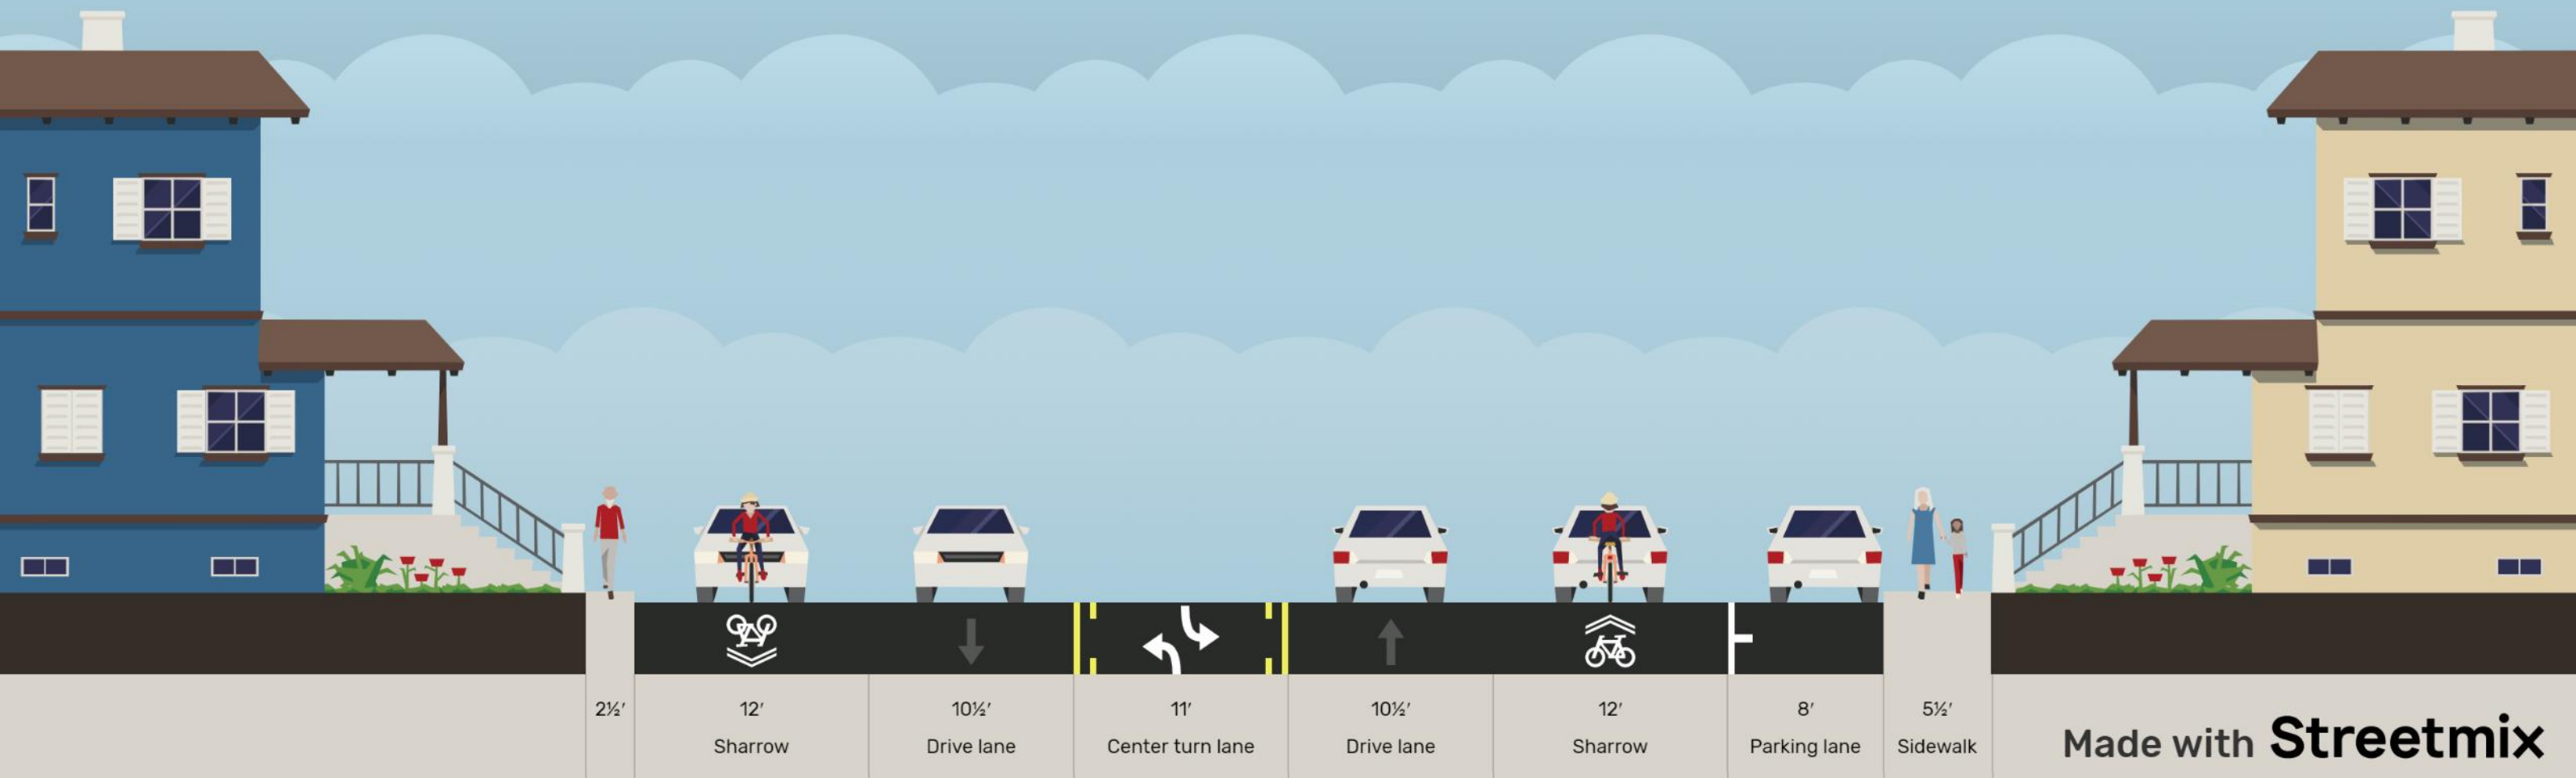 2½′
12′
Sharrow
10½′
Drive lane
11′
Center turn lane
10½′
Drive lane
12′
Sharrow
8′
Parking lane
5½′
Sidewalk
Made with Streetmix